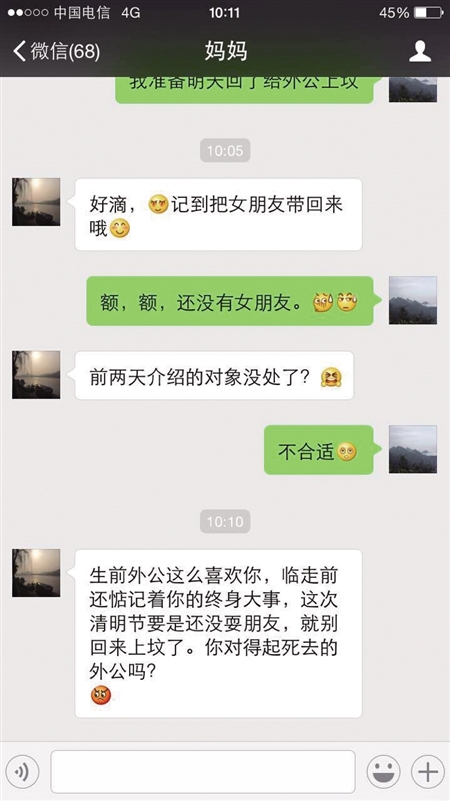 中国电信 4G 10:11 45%
微信(68) 妈妈
我准备明天回了给外公上坟
10:05
好滴，记到把女朋友带回来
哦
额，额，还没有女朋友。
前两天介绍的对象没处了？
不合适
10:10
生前外公这么喜欢你，临走前
还惦记着你的终身大事，这次
清明节要是还没耍朋友，就别
回来上坟了。你对得起死去的
外公吗？